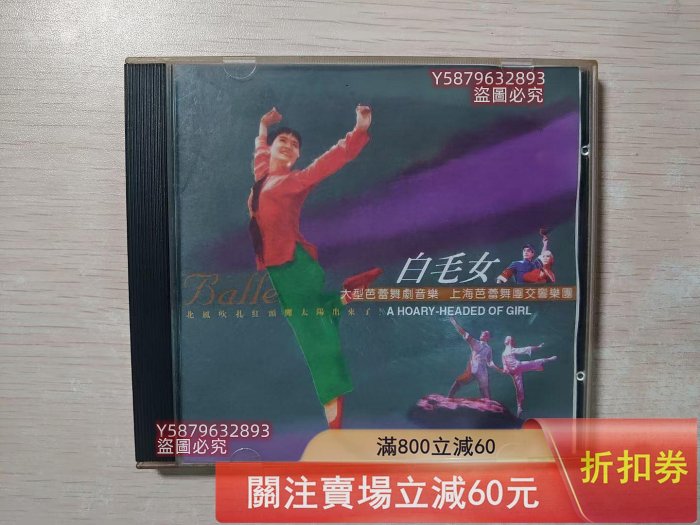 Y5879632893
盜圖必究
白毛女
Balle
大型芭蕾舞劇音樂 上海芭蕾舞團交響樂團
北風吹扎紅頭繩太陽出來了
A HOARY-HEADED OF GIRL
Y5879632893
盜圖必究
滿800立減60
關注賣場立減60元
折扣券